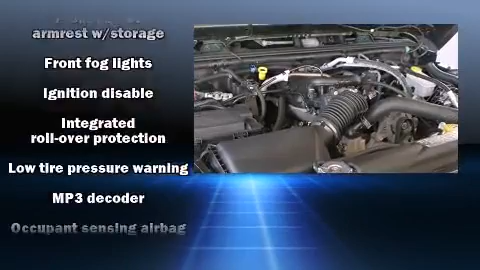 armrest w/storage
Front fog lights
Ignition disable
Integrated
roll-over protection
Low tire pressure warning
MP3 decoder
Occupant sensing airbag